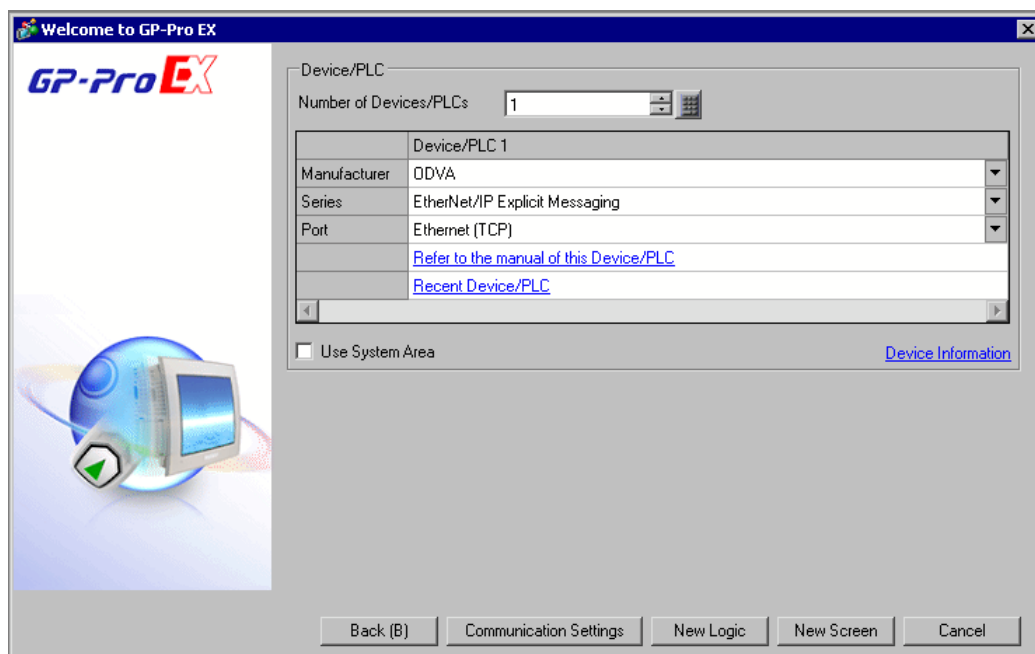 Welcome to GP-Pro EX
GP-Pro EX
Device/PLC
Number of Devices/PLCs 1
Device/PLC 1
Manufacturer ODVA
Series EtherNet/IP Explicit Messaging
Port Ethernet (TCP)
Refer to the manual of this Device/PLC
Recent Device/PLC
Use System Area Device Information
Back (B) Communication Settings New Logic New Screen Cancel